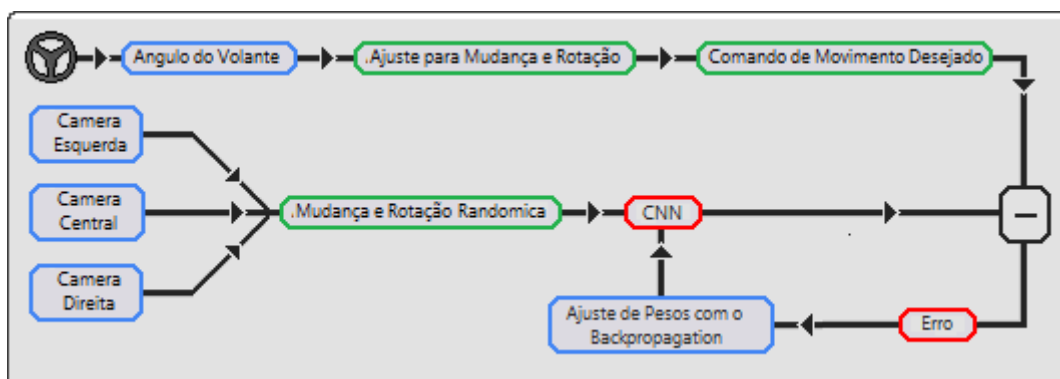 Angulo do Volante
.Ajuste para Mudança e Rotação
Comando de Movimento Desejado
Camera
Esquerda
Camera
Central
Camera
Direita
.Mudança e Rotação Randomica
CNN
–
Ajuste de Pesos com o
Backpropagation
Erro